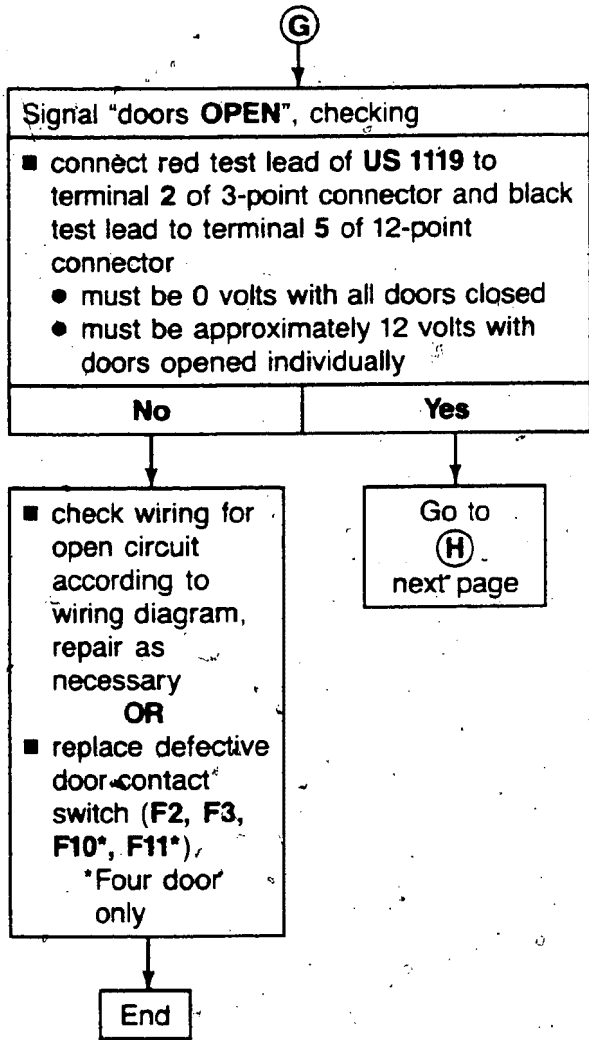 G
Signal "doors OPEN", checking
■ connect red test lead of US 1119 to
terminal 2 of 3-point connector and black
test lead to terminal 5 of 12-point
connector
● must be 0 volts with all doors closed
● must be approximately 12 volts with
doors opened individually
No
Yes
■ check wiring for
open circuit
according to
wiring diagram,
repair as
necessary
OR
■ replace defective
door contact
switch (F2, F3,
F10*, F11*)
*Four door
only
End
Go to
H
next page